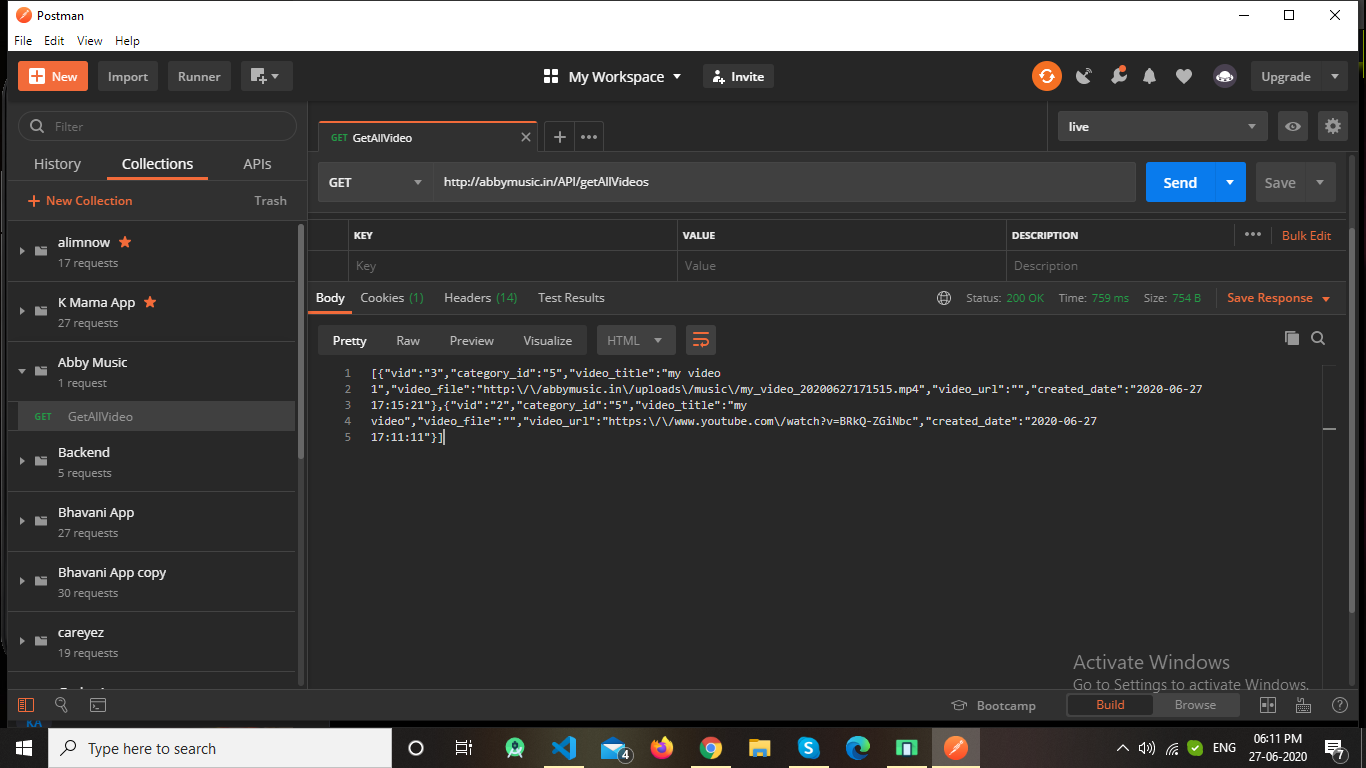 Postman
File Edit View Help
New Import Runner My Workspace Invite Upgrade
Filter
History Collections APIs
+ New Collection Trash
alimnow
17 requests
K Mama App
27 requests
Abby Music
1 request
GET GetAllVideo
Backend
5 requests
Bhavani App
27 requests
Bhavani App copy
30 requests
careyez
19 requests
GET GetAllVideo
live
GET http://abbymusic.in/API/getAllVideos Send Save
KEY VALUE DESCRIPTION Bulk Edit
Key Value Description
Body Cookies (1) Headers (14) Test Results Status: 200 OK Time: 759 ms Size: 754 B Save Response
Pretty Raw Preview Visualize HTML
1 [{"vid":"3","category_id":"5","video_title":"my video
2 1","video_file":"http:\/\/abbymusic.in\/uploads\/music\/my_video_20200627171515.mp4","video_url":"","created_date":"2020-06-27
3 17:15:21"},{"vid":"2","category_id":"5","video_title":"my
4 video","video_file":"","video_url":"https:\/\/www.youtube.com\/watch?v=BRkQ-ZGiNbc","created_date":"2020-06-27
5 17:11:11"}]
Activate Windows
Go to Settings to activate Windows.
Bootcamp Build Browse
Type here to search
4
ENG
06:11 PM
27-06-2020
7